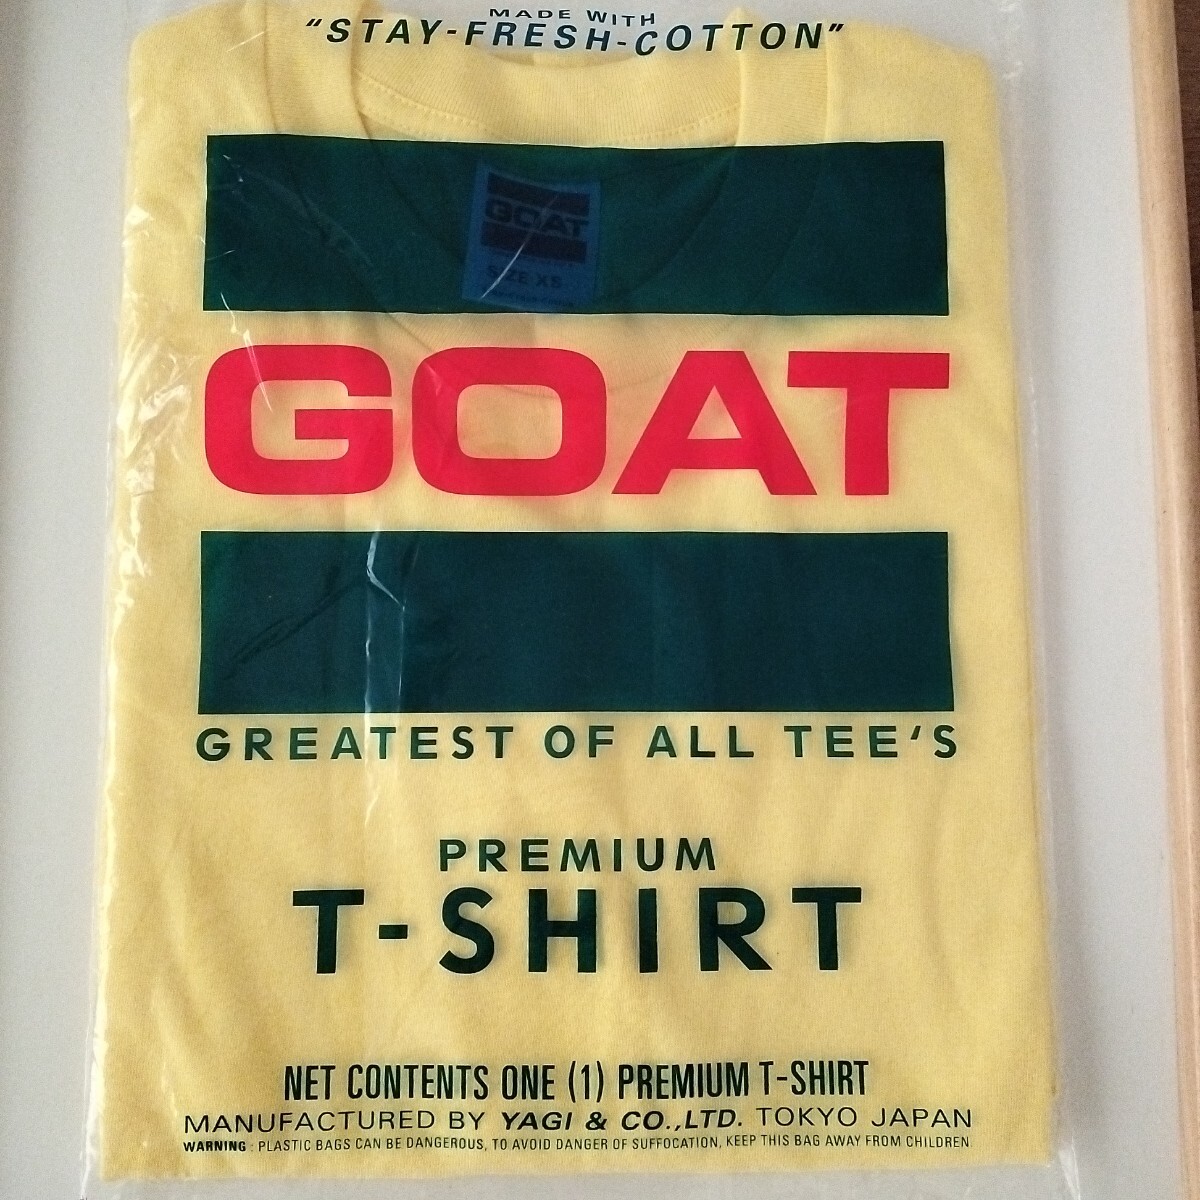 MADE WITH
"STAY-FRESH-COTTON"
GOAT
SIZE XS
GOAT
GREATEST OF ALL TEE'S
PREMIUM
T-SHIRT
NET CONTENTS ONE (1) PREMIUM T-SHIRT
MANUFACTURED BY YAGI & CO.,LTD. TOKYO JAPAN
WARNING : PLASTIC BAGS CAN BE DANGEROUS, TO AVOID DANGER OF SUFFOCATION, KEEP THIS BAG AWAY FROM CHILDREN